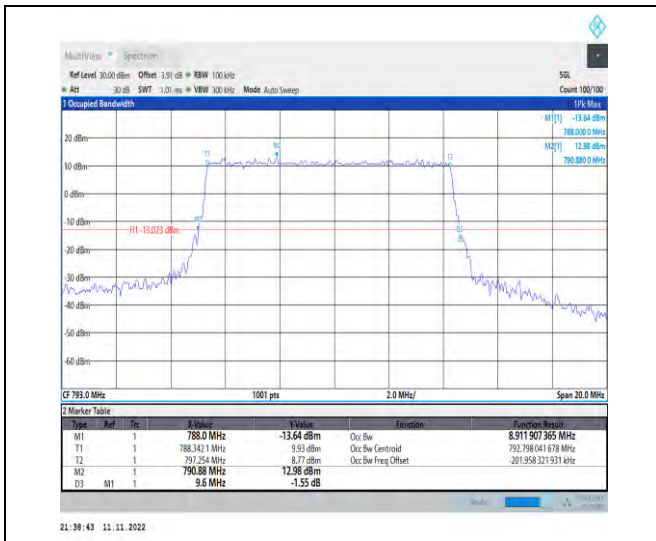 MultiView Spectrum
Ref Level 30.00 dBm Offset 3.91 dB RBW 100 kHz SGL
Att 30 dB SWT 1.01 ms VBW 300 kHz Mode Auto Sweep Count 100/100
1 Occupied Bandwidth 1Pk Max
M1[1] -13.64 dBm
788.000 0 MHz
M2[1] 12.98 dBm
790.880 0 MHz
20 dBm
M2
T1 T2
10 dBm
0 dBm
-10 dBm
M1
H1 -13.023 dBm
D3
-20 dBm
-30 dBm
-40 dBm
-50 dBm
-60 dBm
CF 793.0 MHz 1001 pts 2.0 MHz/ Span 20.0 MHz
2 Marker Table
Type Ref Trc X-Value Y-Value Function Function Result
M1 1 788.0 MHz -13.64 dBm Occ Bw 8.911 907 365 MHz
T1 1 788.342 1 MHz 9.93 dBm Occ Bw Centroid 792.798 041 678 MHz
T2 1 797.254 MHz 8.77 dBm Occ Bw Freq Offset -201.958 321 931 kHz
M2 1 790.88 MHz 12.98 dBm
D3 M1 1 9.6 MHz -1.55 dB
21:38:43 11.11.2022